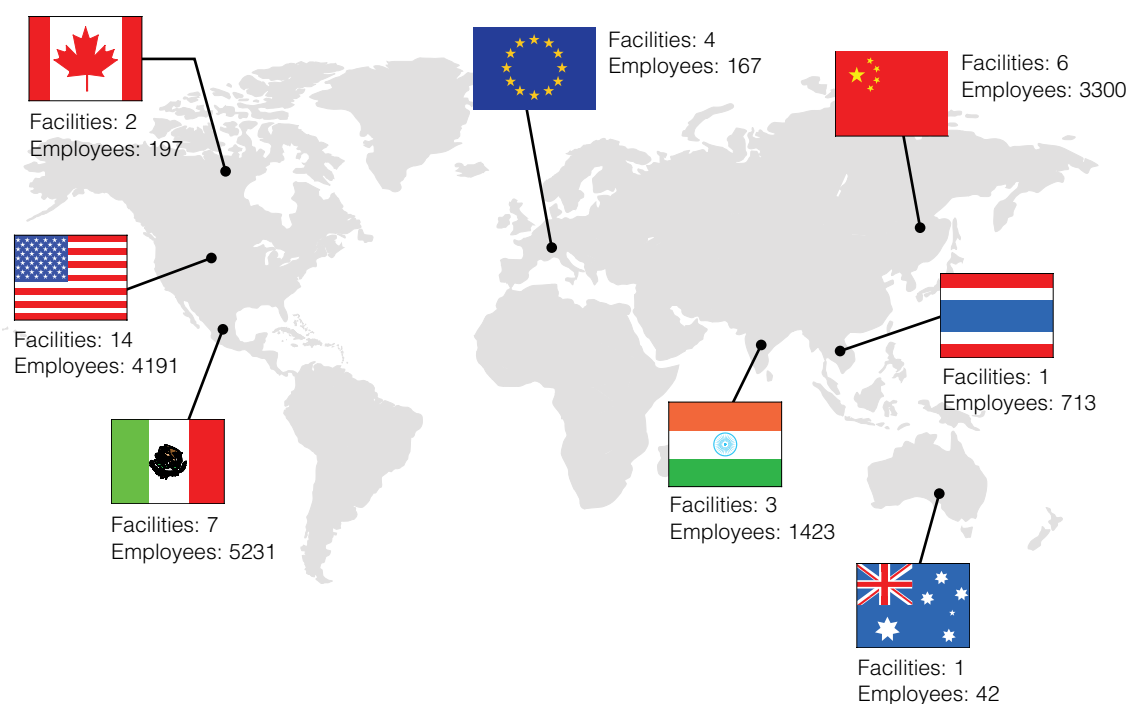 Facilities: 2
Employees: 197
Facilities: 4
Employees: 167
Facilities: 6
Employees: 3300
Facilities: 14
Employees: 4191
Facilities: 1
Employees: 713
Facilities: 7
Employees: 5231
Facilities: 3
Employees: 1423
Facilities: 1
Employees: 42